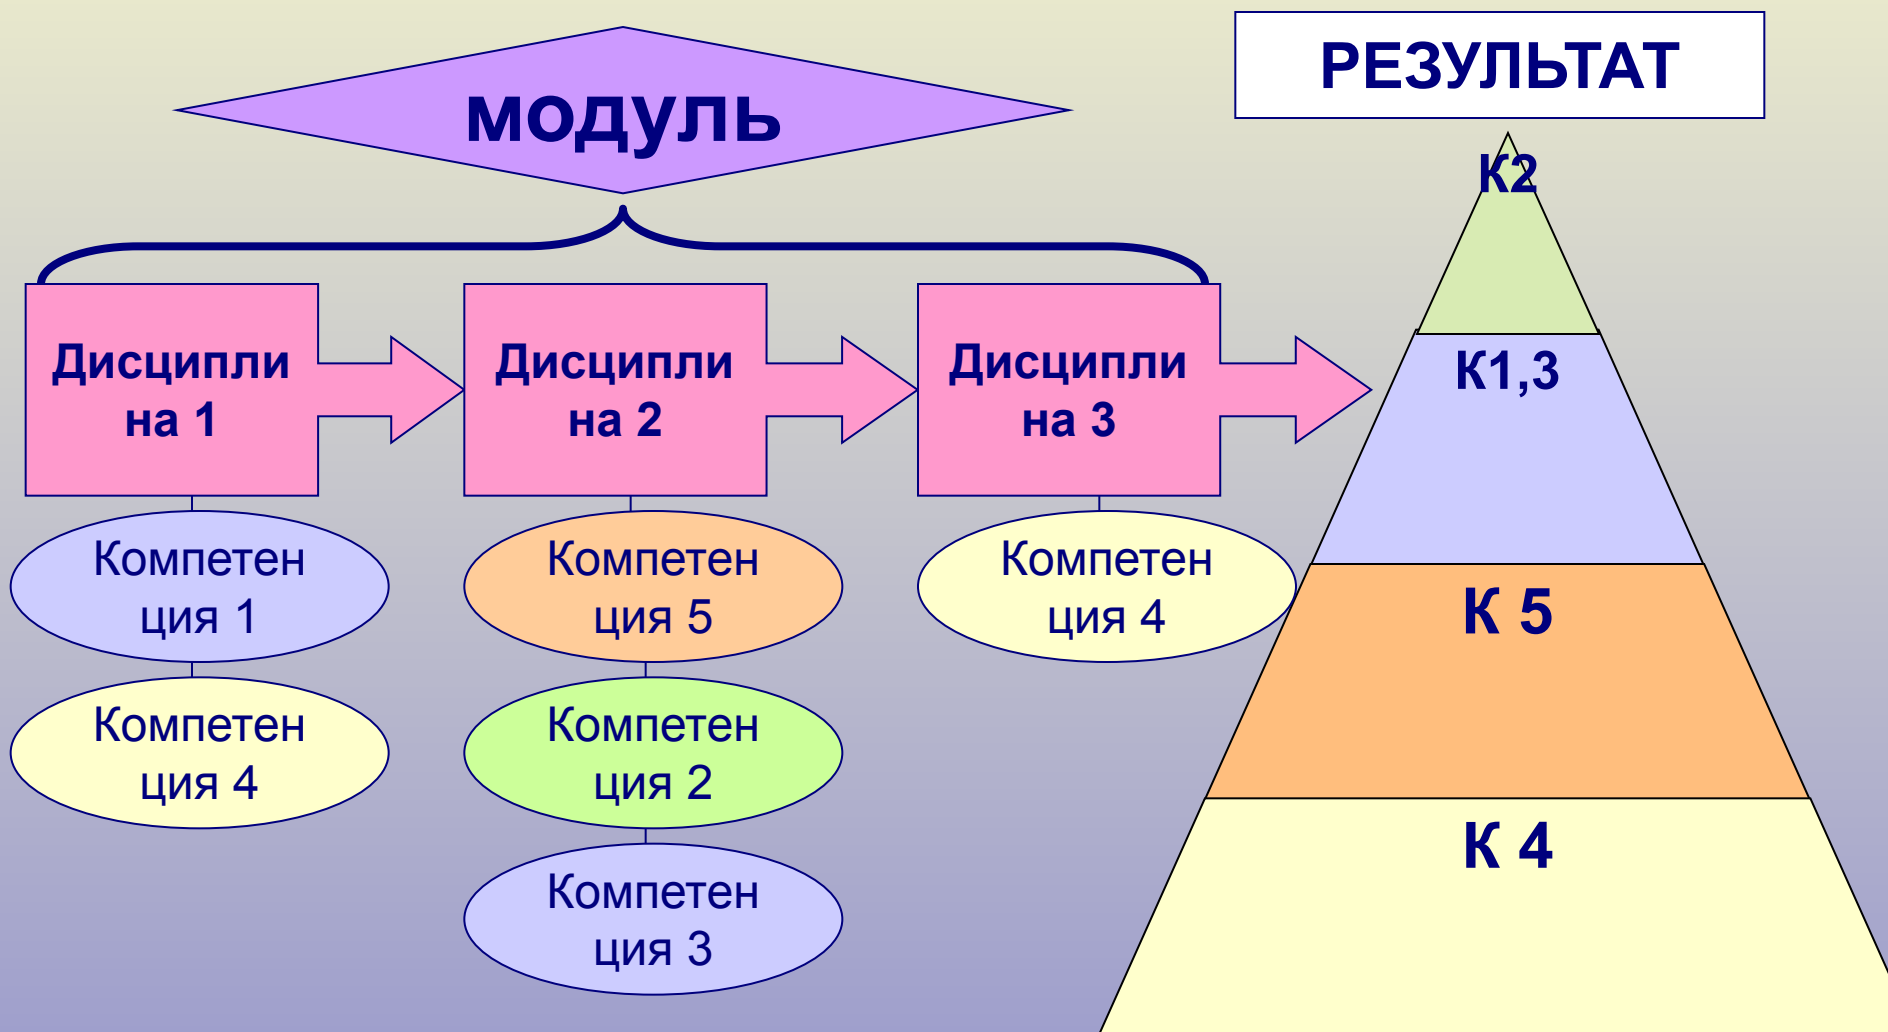 модуль
РЕЗУЛЬТАТ
Дисципли
на 1
Дисципли
на 2
Дисципли
на 3
Компетен
ция 1
Компетен
ция 4
Компетен
ция 5
Компетен
ция 2
Компетен
ция 3
Компетен
ция 4
К2
К1,3
К 5
К 4